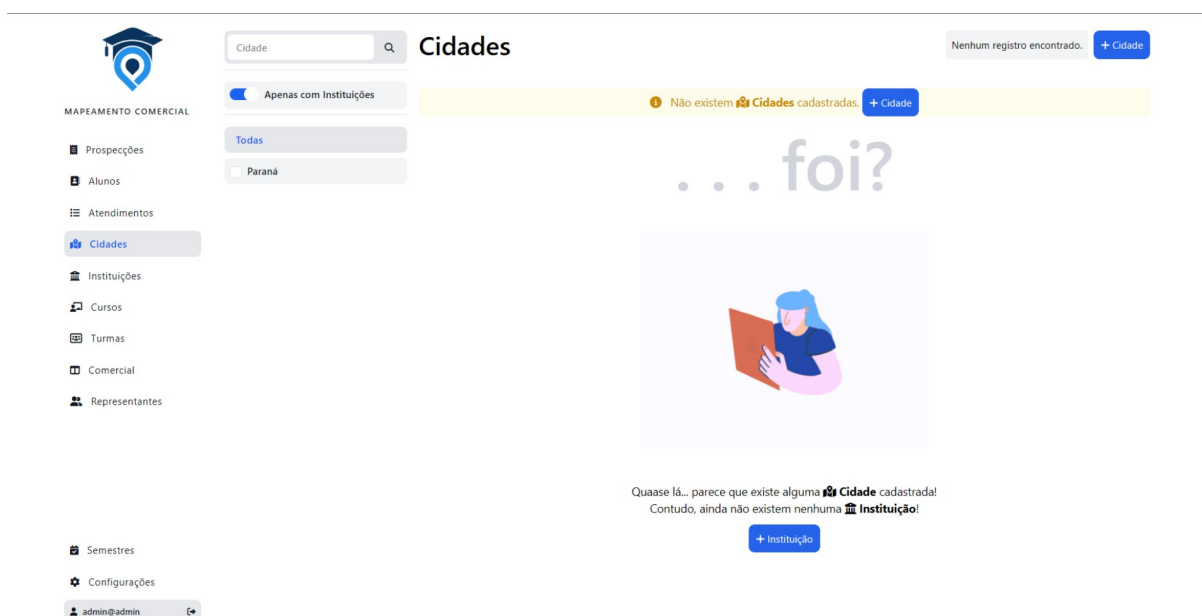 MAPEAMENTO COMERCIAL
Prospecções
Alunos
Atendimentos
Cidades
Instituições
Cursos
Turmas
Comercial
Representantes
Semestres
Configurações
admin@admin
Cidade
Apenas com Instituições
Todas
Paraná
Cidades
Nenhum registro encontrado.
+ Cidade
Não existem Cidades cadastradas. + Cidade
. . . foi?
Quaase lá... parece que existe alguma Cidade cadastrada!
Contudo, ainda não existem nenhuma Instituição!
+ Instituição